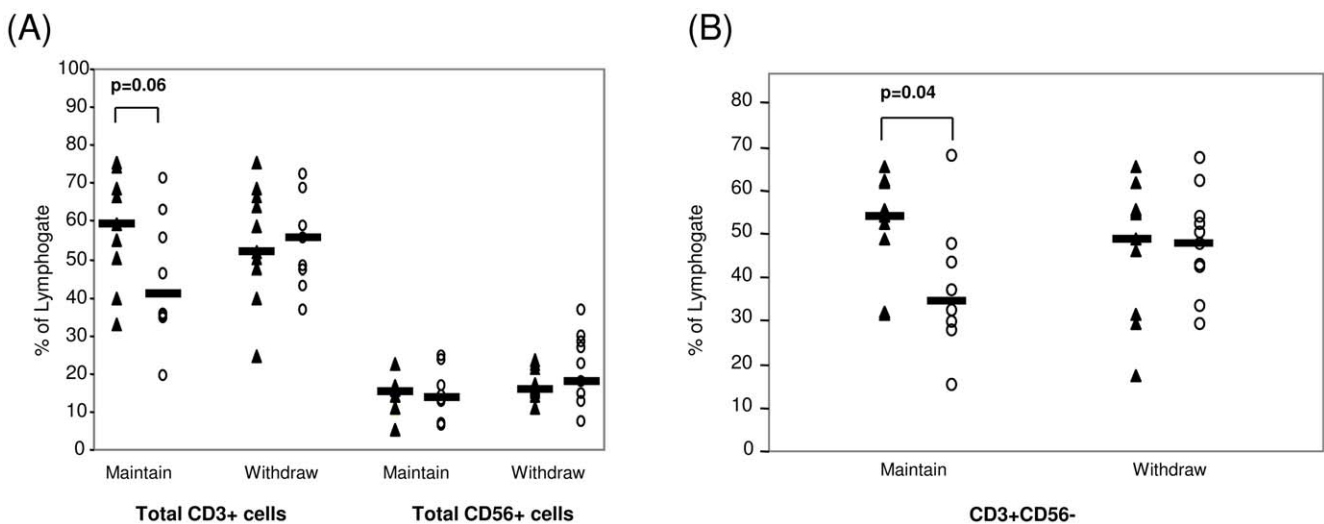 (A)
p=0.06
% of Lymphogate
100
90
80
70
60
50
40
30
20
10
0
Maintain Withdraw Maintain Withdraw
Total CD3+ cells Total CD56+ cells
(B)
p=0.04
% of Lymphogate
80
70
60
50
40
30
20
10
0
Maintain Withdraw
CD3+CD56-